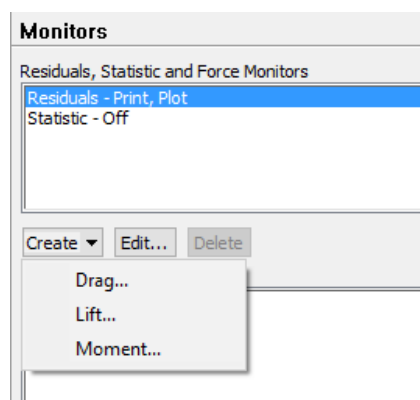 Monitors
Residuals, Statistic and Force Monitors
Residuals - Print, Plot
Statistic - Off
Create Edit... Delete
Drag...
Lift...
Moment...